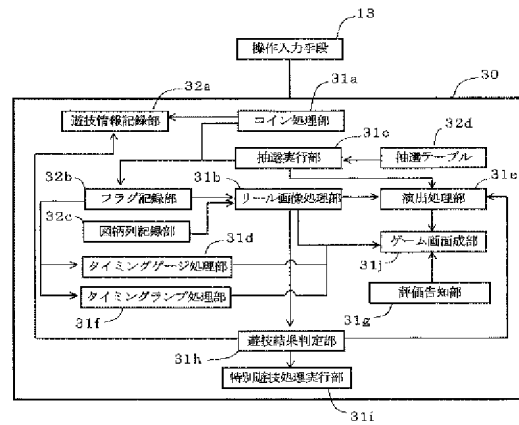 13
操作入力手段
30
32a
31a
遊技情報記録部
コイン処理部
31c
32d
抽選実行部
抽選テーブル
32b
31b
31e
フラグ記録部
リール画像処理部
演出処理部
32c
図柄列記録部
31d
ゲーム画面成部
31j
タイミングゲージ処理部
タイミングランプ処理部
評価告知部
31f
31g
遊技結果判定部
31h
特別遊技処理実行部
31i